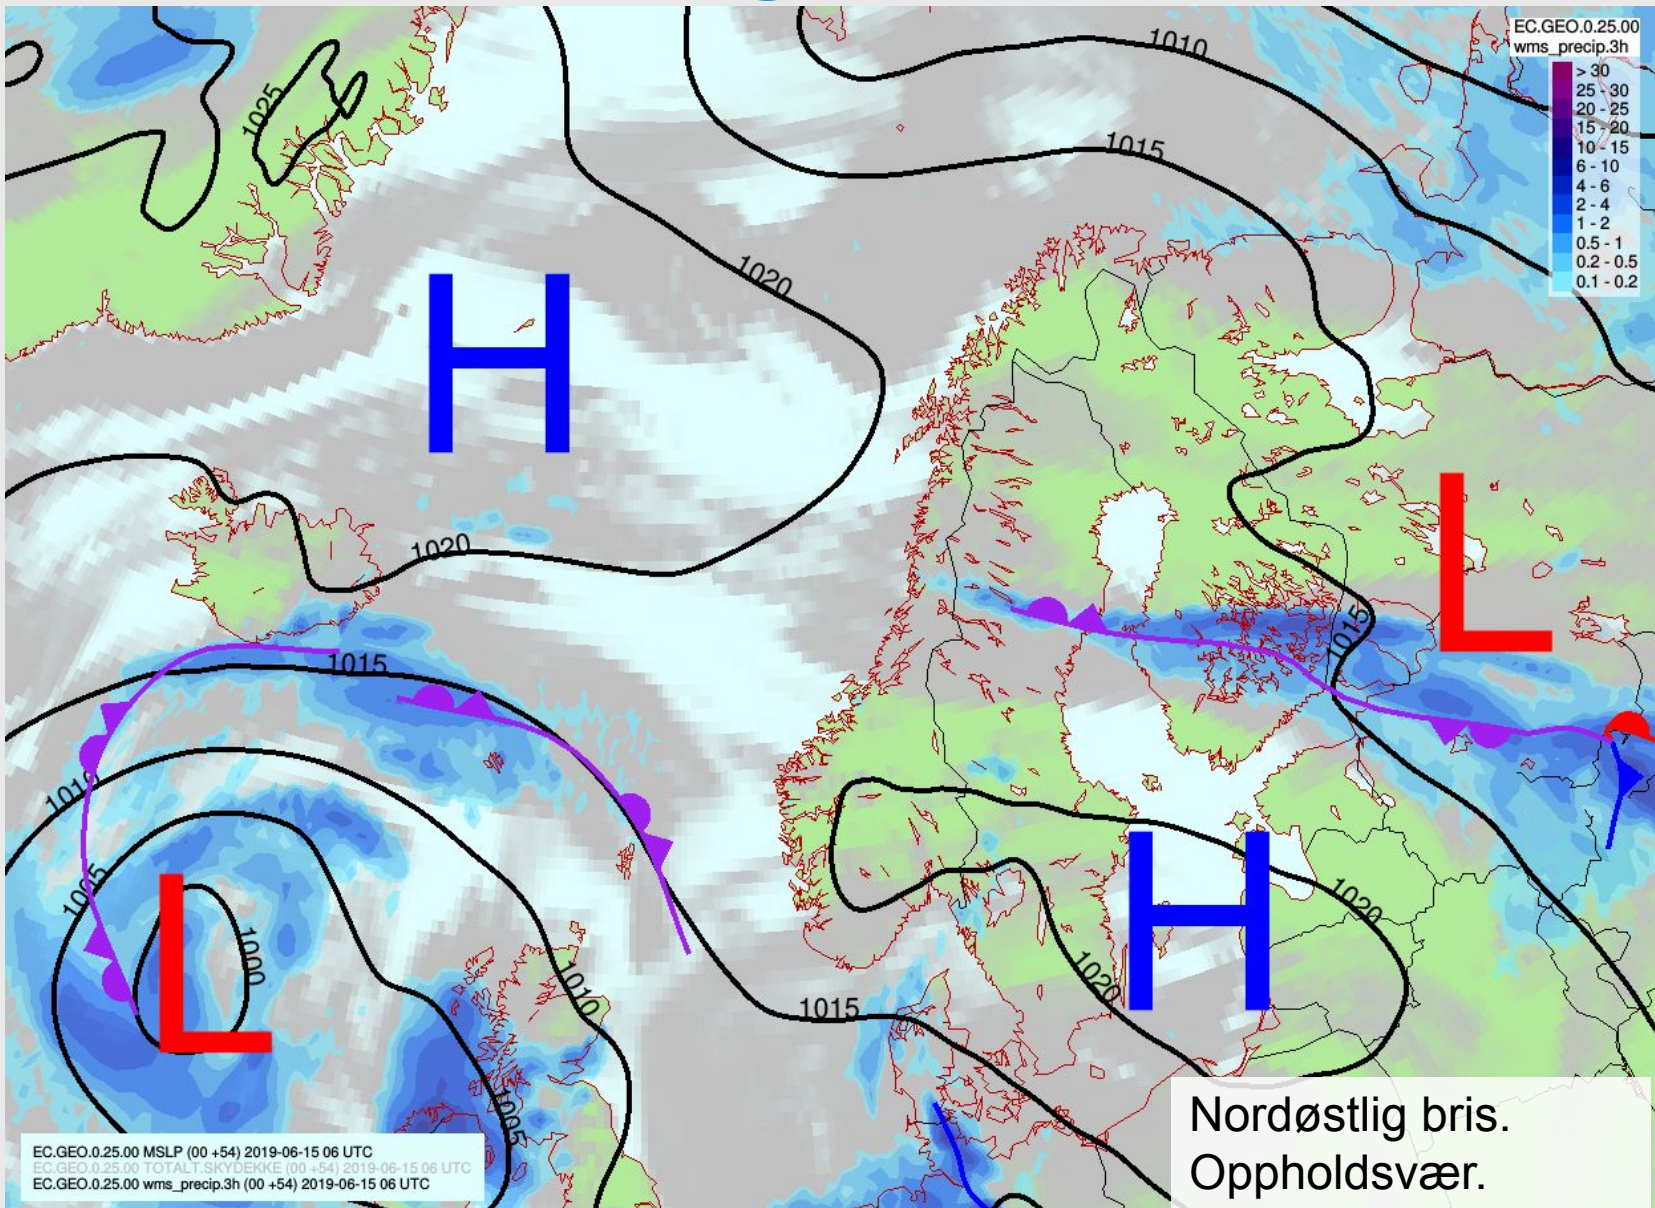 EC.GEO.0.25.00
wms_precip.3h
> 30
25 - 30
20 - 25
15 - 20
10 - 15
6 - 10
4 - 6
2 - 4
1 - 2
0.5 - 1
0.2 - 0.5
0.1 - 0.2
1010
1025
1015
1020
H
L
1020
1015
1015
1010
1005
H
1020
L
1000
1010
1020
1015
1005
Nordøstlig bris.
Oppholdsvær.
EC.GEO.0.25.00 MSLP (00 +54) 2019-06-15 06 UTC
EC.GEO.0.25.00 TOTALT.SKYDEKKE (00 +54) 2019-06-15 06 UTC
EC.GEO.0.25.00 wms_precip.3h (00 +54) 2019-06-15 06 UTC